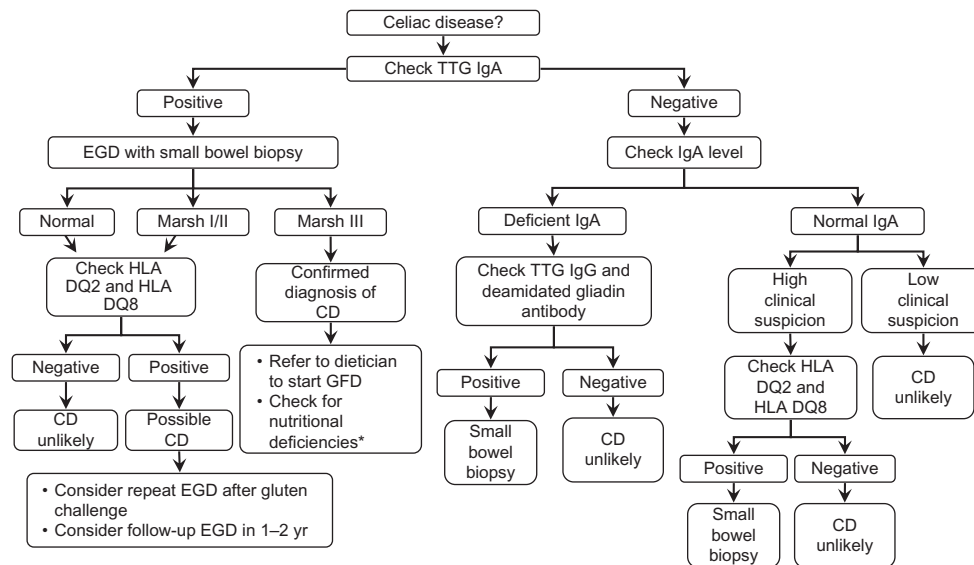 Celiac disease?
Check TTG IgA
Positive
Negative
EGD with small bowel biopsy
Check IgA level
Normal
Marsh I/II
Marsh III
Deficient IgA
Normal IgA
Check HLA
DQ2 and HLA
DQ8
Confirmed
diagnosis of
CD
Check TTG IgG and
deamidated gliadin
antibody
High
clinical
suspicion
Low
clinical
suspicion
Negative
Positive
• Refer to dietician
to start GFD
• Check for
nutritional
deficiencies*
Positive
Negative
Check HLA
DQ2 and
HLA DQ8
CD
unlikely
CD
unlikely
Possible
CD
Small
bowel
biopsy
CD
unlikely
Positive
Negative
• Consider repeat EGD after gluten
challenge
• Consider follow-up EGD in 1–2 yr
Small
bowel
biopsy
CD
unlikely